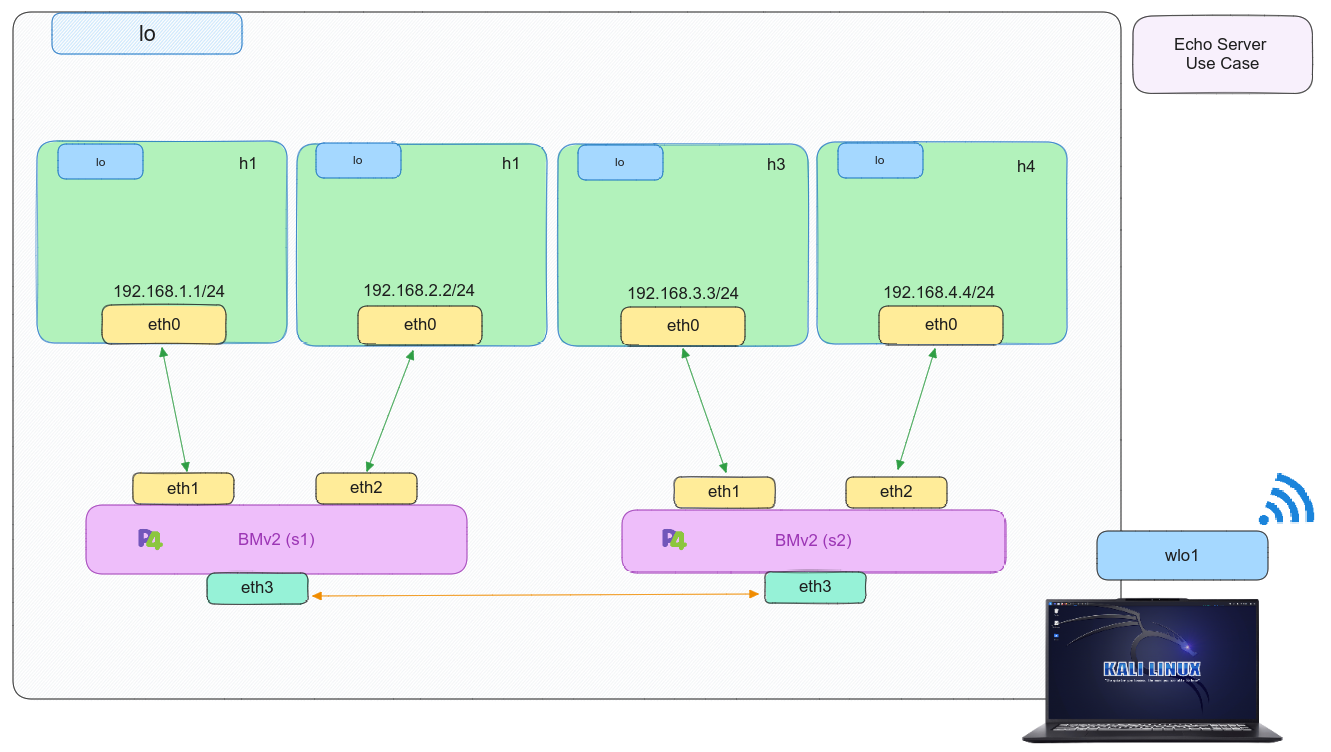 lo
Echo Server
Use Case
lo
h1
lo
h1
lo
h3
lo
h4
192.168.1.1/24
192.168.2.2/24
192.168.3.3/24
192.168.4.4/24
eth0
eth0
eth0
eth0
eth1
eth2
eth1
eth2
P4
BMv2 (s1)
P4
BMv2 (s2)
wlo1
eth3
eth3
KALI LINUX